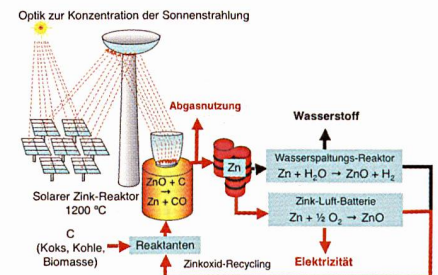 Optik zur Konzentration der Sonnenstrahlung
Abgasnutzung
Wasserstoff
Zn
Wasserspaltungs-Reaktor
Zn + H₂O → ZnO + H₂
ZnO + C
→
Zn + CO
Solarer Zink-Reaktor
1200 ºC
Zink-Luft-Batterie
Zn + ½ O₂ → ZnO
C
(Koks, Kohle,
Biomasse)
Reaktanten
Elektrizität
Zinkoxid-Recycling